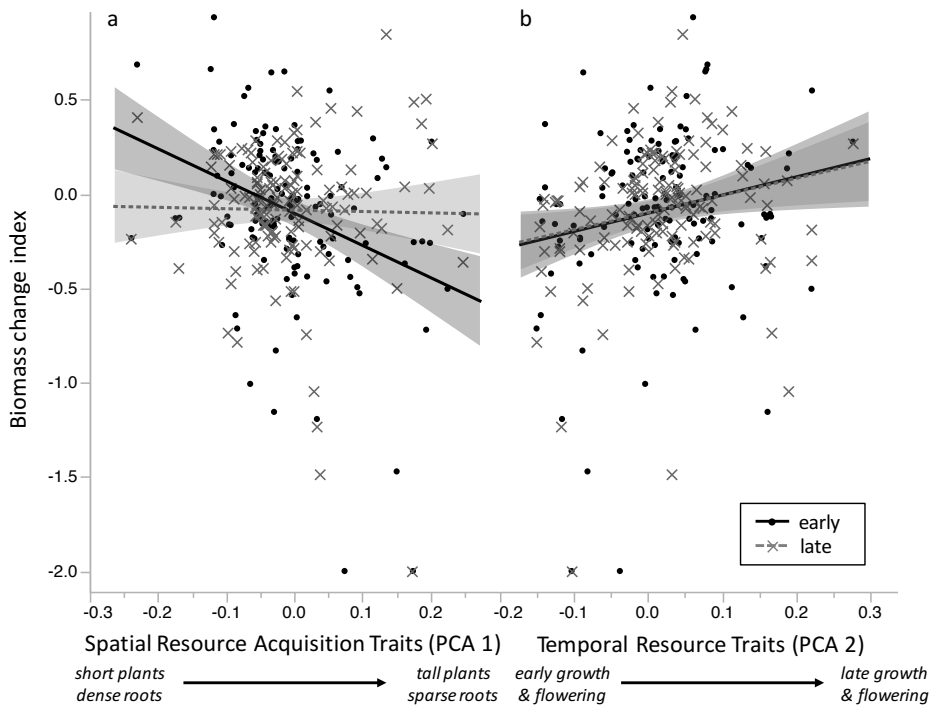 a
b
Biomass change index
0.5
0.0
-0.5
-1.0
-1.5
-2.0
early
late
-0.3 -0.2 -0.1 0.0 0.1 0.2
-0.2 -0.1 0.0 0.1 0.2 0.3
Spatial Resource Acquisition Traits (PCA 1)
Temporal Resource Traits (PCA 2)
short plants
dense roots
tall plants
sparse roots
early growth
& flowering
late growth
& flowering